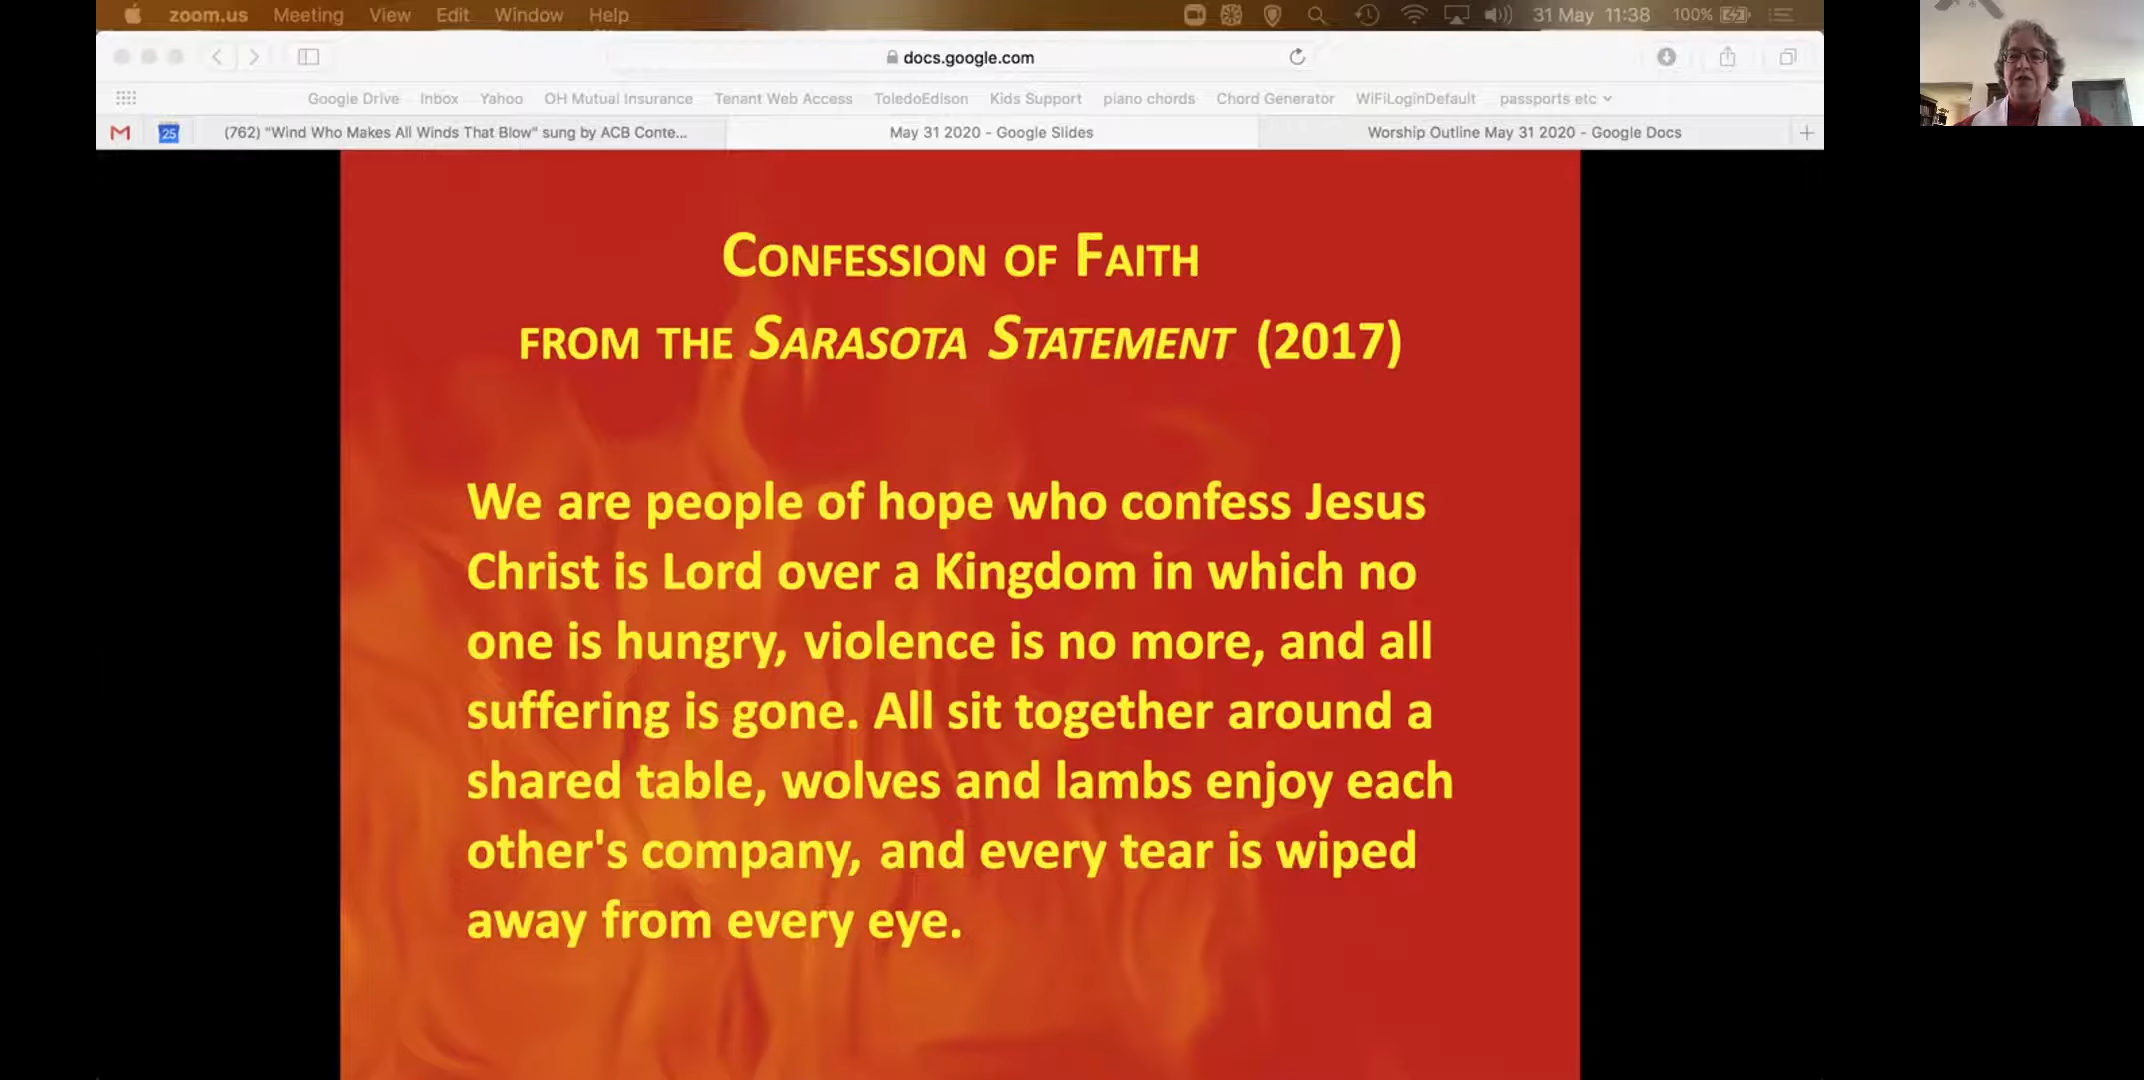 zoom.us Meeting View Edit Window Help 31 May 11:38 100%
docs.google.com
Google Drive Inbox Yahoo OH Mutual Insurance Tenant Web Access ToledoEdison Kids Support piano chords Chord Generator WiFiLoginDefault passports etc
25 (762) "Wind Who Makes All Winds That Blow" sung by ACB Conte... May 31 2020 - Google Slides Worship Outline May 31 2020 - Google Docs
CONFESSION OF FAITH
FROM THE SARASOTA STATEMENT (2017)
We are people of hope who confess Jesus
Christ is Lord over a Kingdom in which no
one is hungry, violence is no more, and all
suffering is gone. All sit together around a
shared table, wolves and lambs enjoy each
other's company, and every tear is wiped
away from every eye.